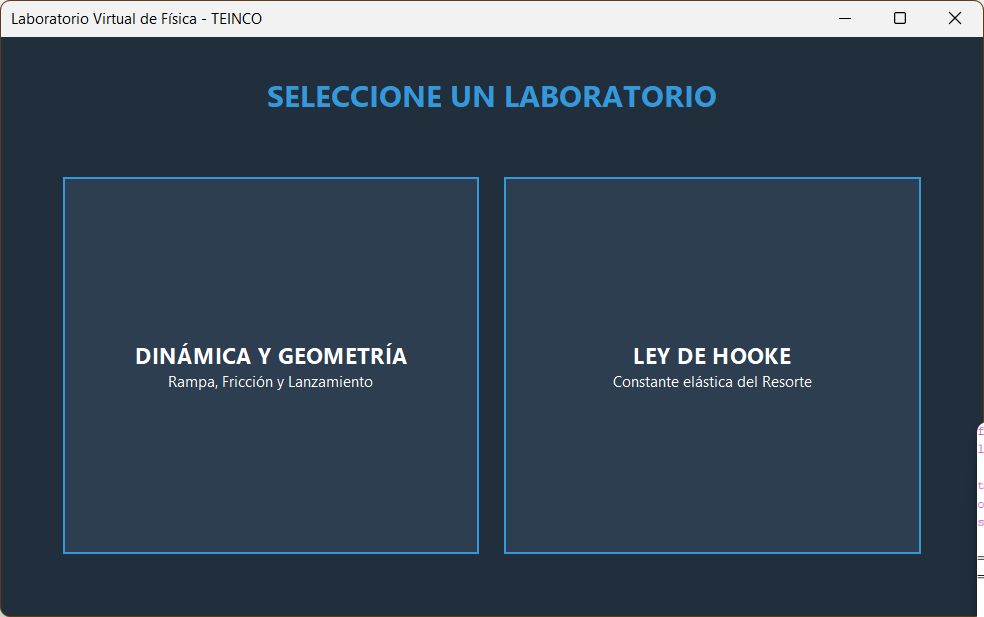 Laboratorio Virtual de Física - TEINCO
SELECCIONE UN LABORATORIO
DINÁMICA Y GEOMETRÍA
Rampa, Fricción y Lanzamiento
LEY DE HOOKE
Constante elástica del Resorte
f
l
t
o
s
=
=